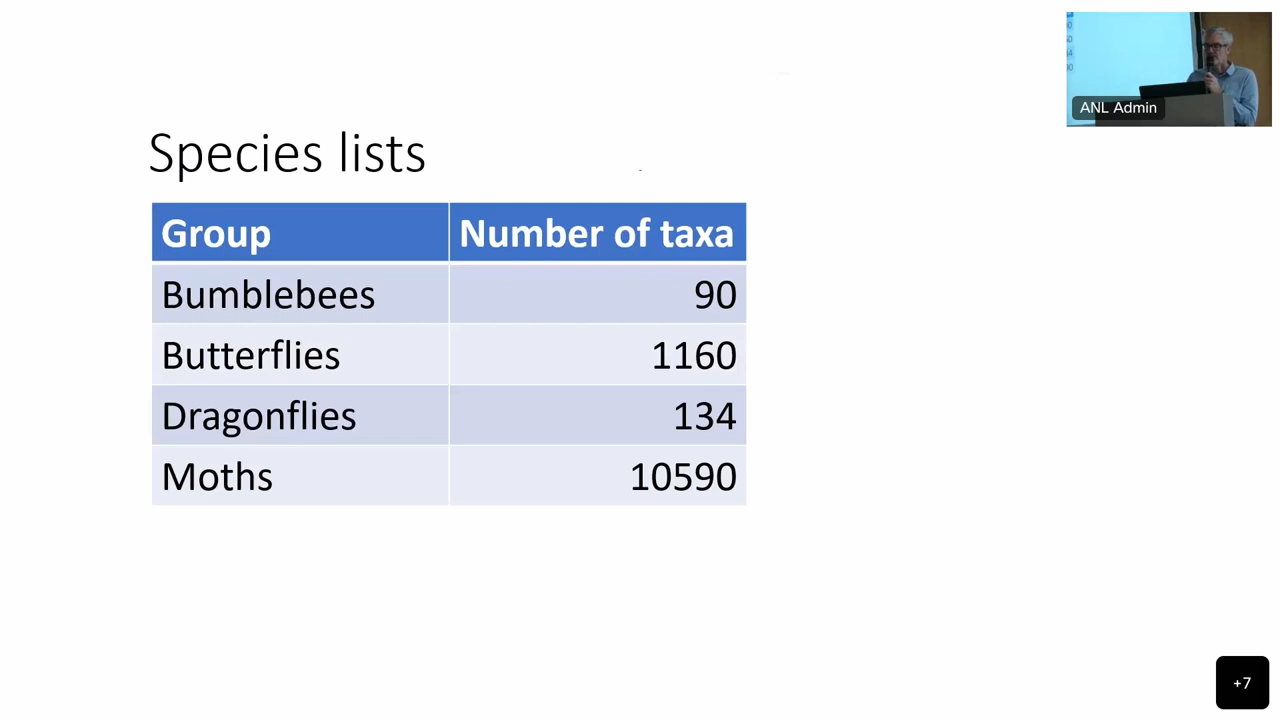 ANL Admin
Species lists
Group Number of taxa
Bumblebees 90
Butterflies 1160
Dragonflies 134
Moths 10590
+7